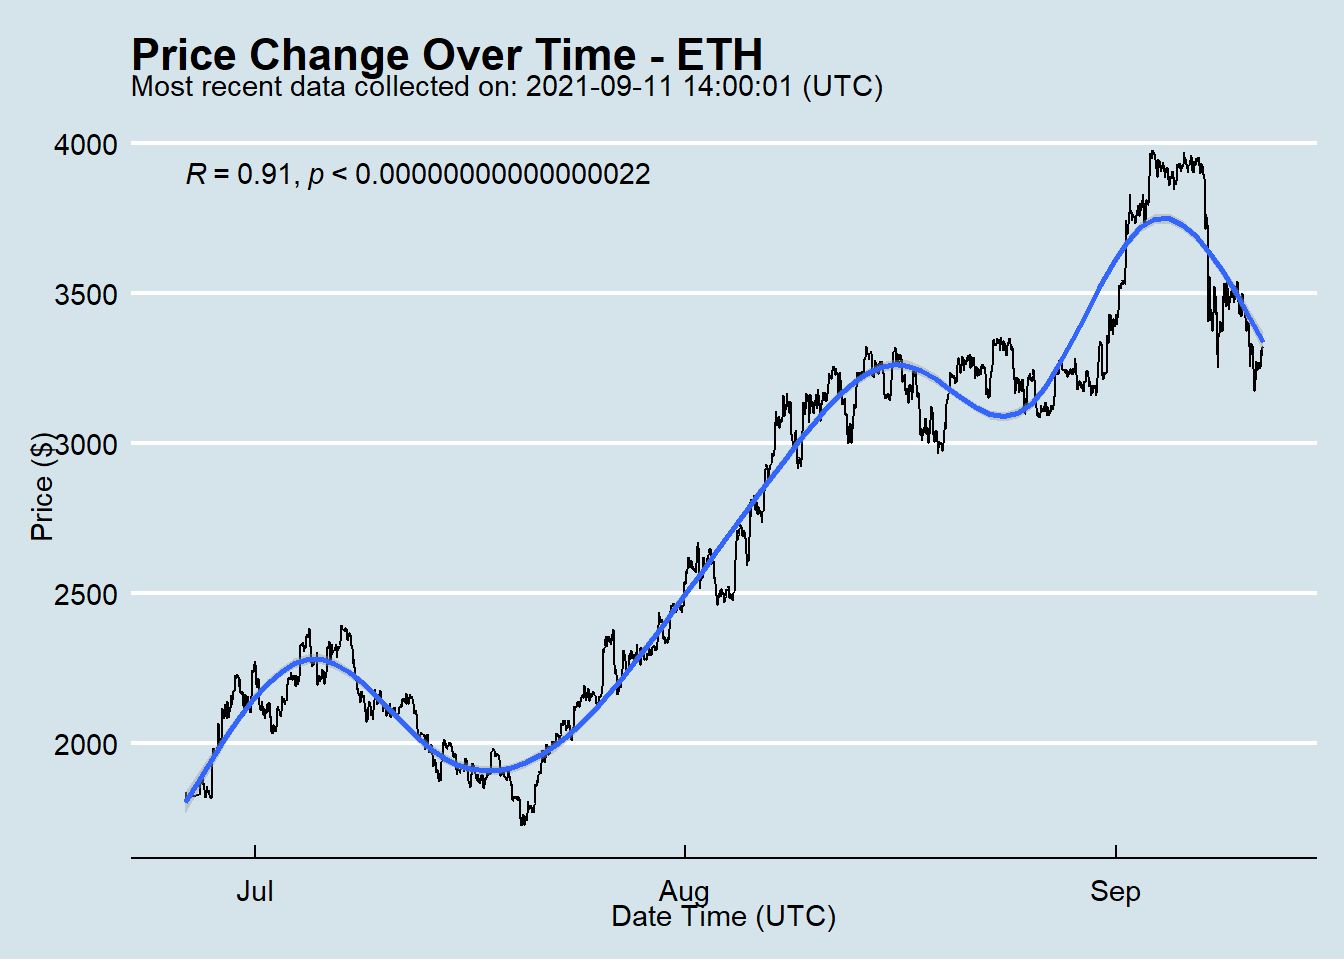 Price Change Over Time - ETH
Most recent data collected on: 2021-09-11 14:00:01 (UTC)
R = 0.91, p < 0.00000000000000022
4000
3500
3000
2500
2000
Price ($)
Jul
Aug
Sep
Date Time (UTC)